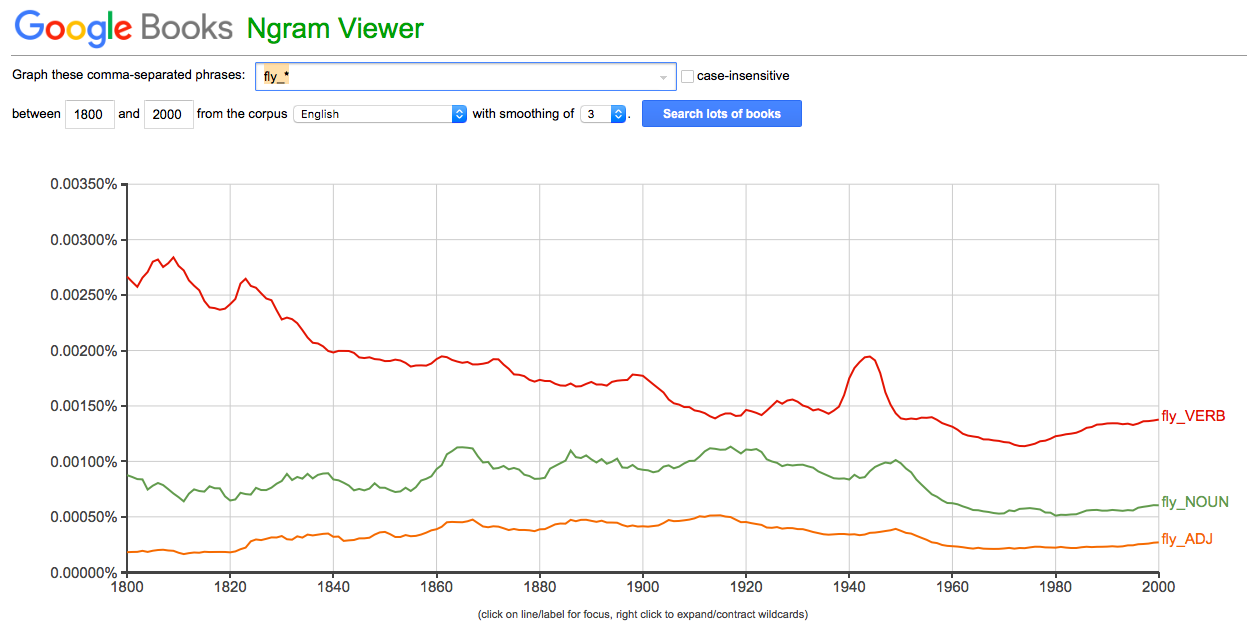 Google Books Ngram Viewer
Graph these comma-separated phrases: fly_* case-insensitive
between 1800 and 2000 from the corpus English with smoothing of 3 . Search lots of books
0.00350%
0.00300%
0.00250%
0.00200%
0.00150%
0.00100%
0.00050%
0.00000%
fly_VERB
fly_NOUN
fly_ADJ
1800 1820 1840 1860 1880 1900 1920 1940 1960 1980 2000
(click on line/label for focus, right click to expand/contract wildcards)